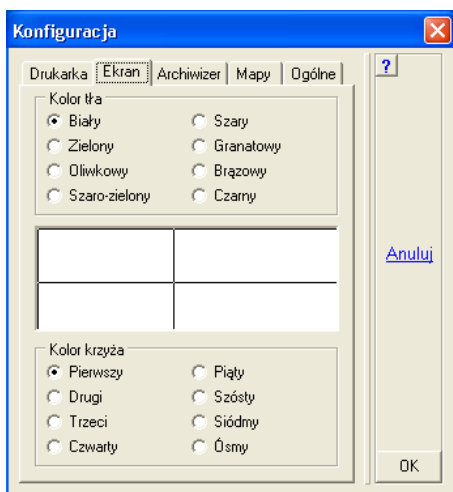 Konfiguracja
Drukarka Ekran Archiwizer Mapy Ogólne
?
Kolor tła
Biały Szary
Zielony Granatowy
Oliwkowy Brązowy
Szaro-zielony Czarny
Anuluj
Kolor krzyża
Pierwszy Piąty
Drugi Szósty
Trzeci Siódmy
Czwarty Ósmy
OK